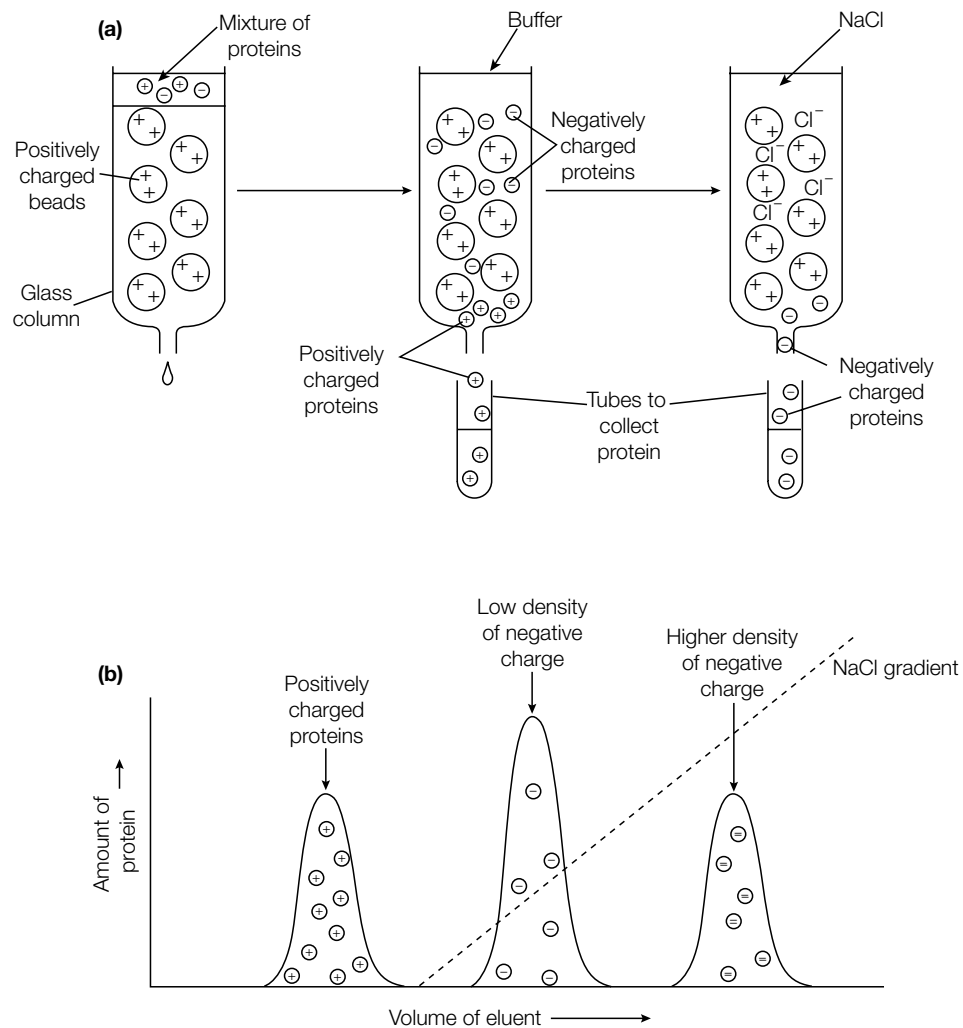 (a)
Mixture of
proteins
Positively
charged
beads
Glass
column
Buffer
Negatively
charged
proteins
Positively
charged
proteins
Tubes to
collect
protein
NaCl
Cl⁻
Cl⁻
Cl⁻
Cl⁻
Negatively
charged
proteins
(b)
Positively
charged
proteins
Low density
of negative
charge
Higher density
of negative
charge
NaCl gradient
Amount of
protein
Volume of eluent